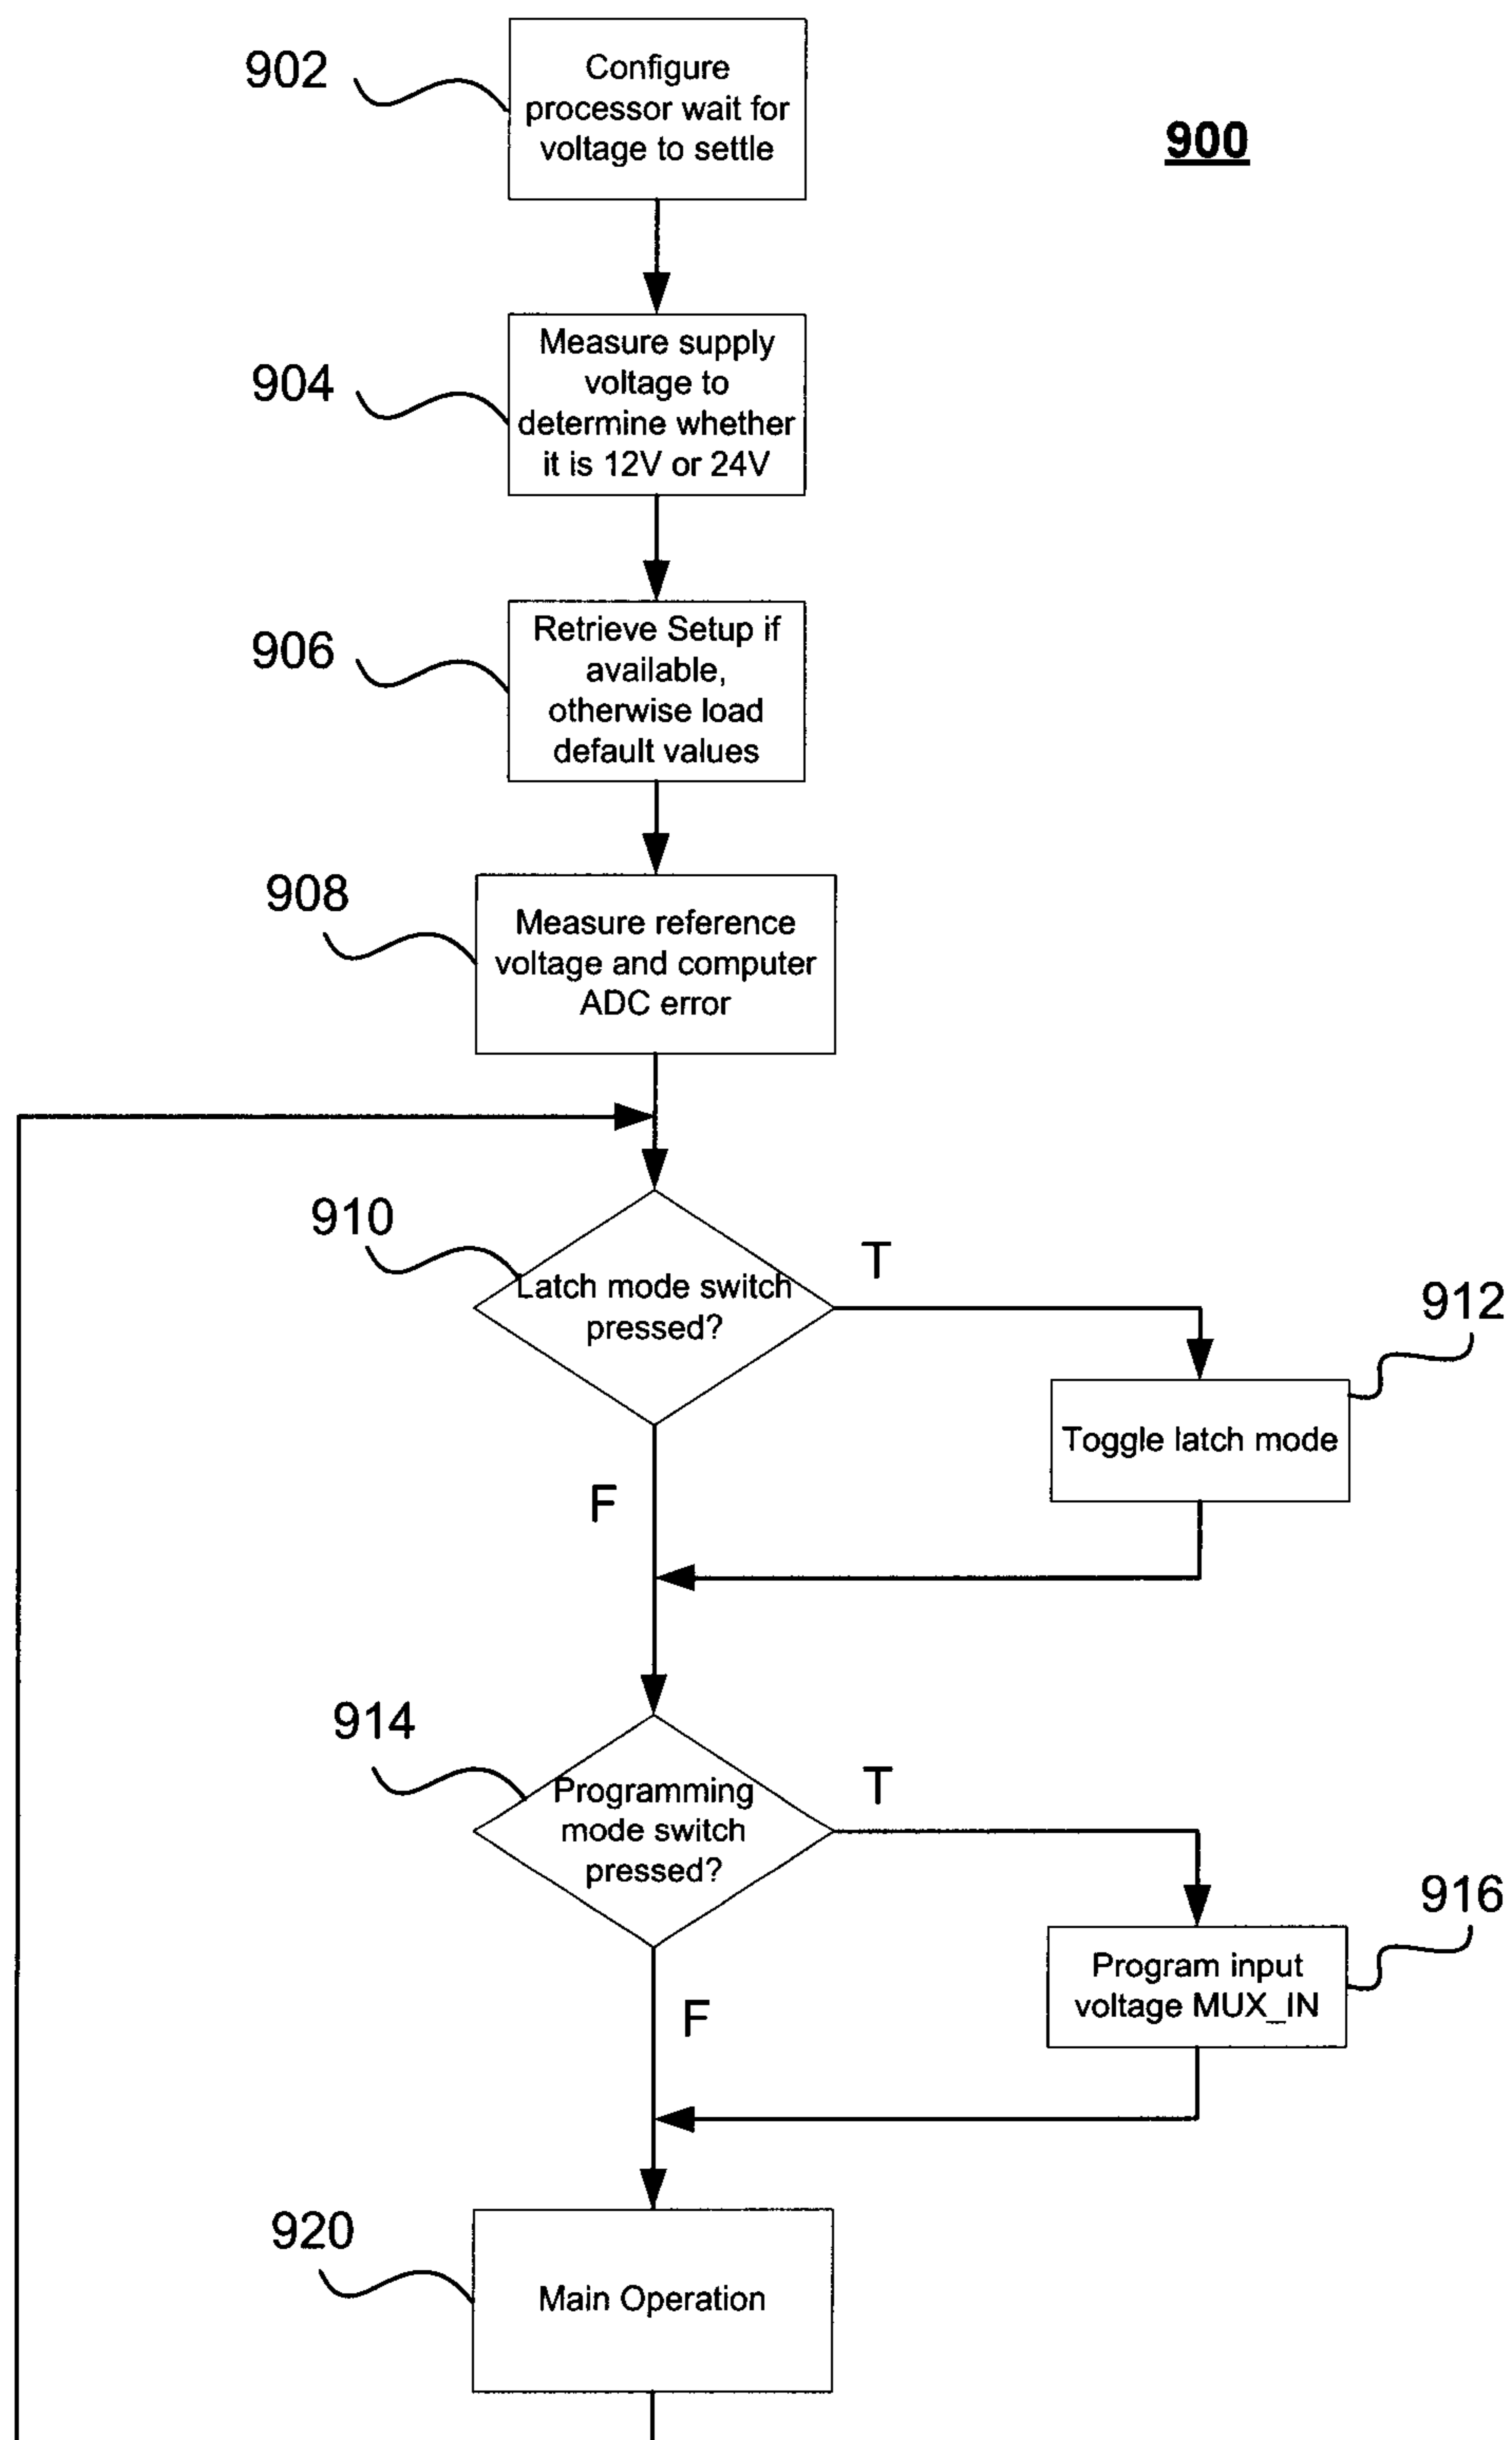 902
Configure
processor wait for
voltage to settle
900
904
Measure supply
voltage to
determine whether
it is 12V or 24V
906
Retrieve Setup if
available,
otherwise load
default values
908
Measure reference
voltage and computer
ADC error
910
Latch mode switch
pressed?
T
912
Toggle latch mode
F
914
Programming
mode switch
pressed?
T
916
Program input
voltage MUX_IN
F
920
Main Operation